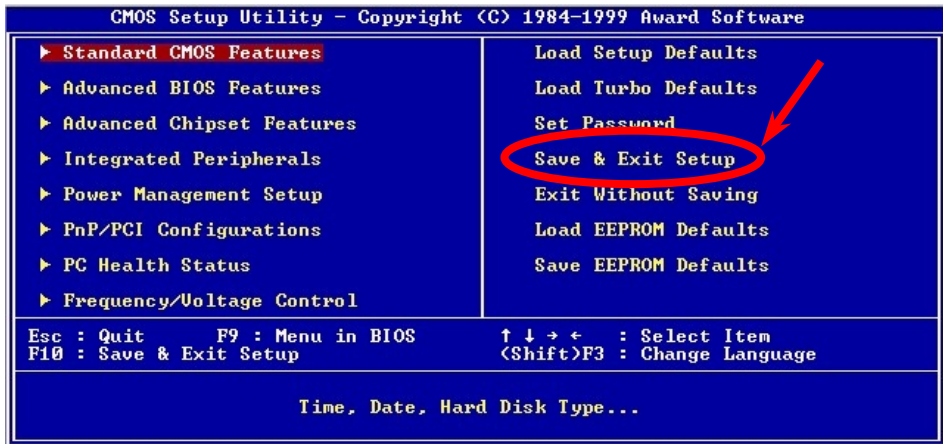 CMOS Setup Utility - Copyright (C) 1984-1999 Award Software
▶ Standard CMOS Features
▶ Advanced BIOS Features
▶ Advanced Chipset Features
▶ Integrated Peripherals
▶ Power Management Setup
▶ PnP/PCI Configurations
▶ PC Health Status
▶ Frequency/Voltage Control
Load Setup Defaults
Load Turbo Defaults
Set Password
Save & Exit Setup
Exit Without Saving
Load EEPROM Defaults
Save EEPROM Defaults
Esc : Quit F9 : Menu in BIOS ↑ ↓ → ← : Select Item
F10 : Save & Exit Setup (Shift)F3 : Change Language
Time, Date, Hard Disk Type...